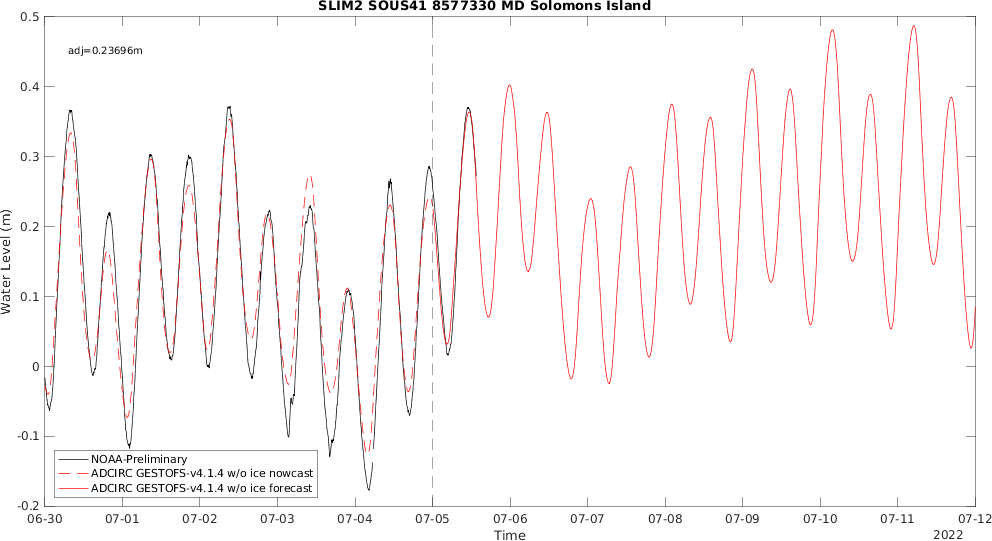 SLIM2 SOUS41 8577330 MD Solomons Island
adj=0.23696m
Water Level (m)
0.5
0.4
0.3
0.2
0.1
0
-0.1
-0.2
NOAA-Preliminary
ADCIRC GESTOFS-v4.1.4 w/o ice nowcast
ADCIRC GESTOFS-v4.1.4 w/o ice forecast
06-30 07-01 07-02 07-03 07-04 07-05 07-06 07-07 07-08 07-09 07-10 07-11 07-12
Time
2022